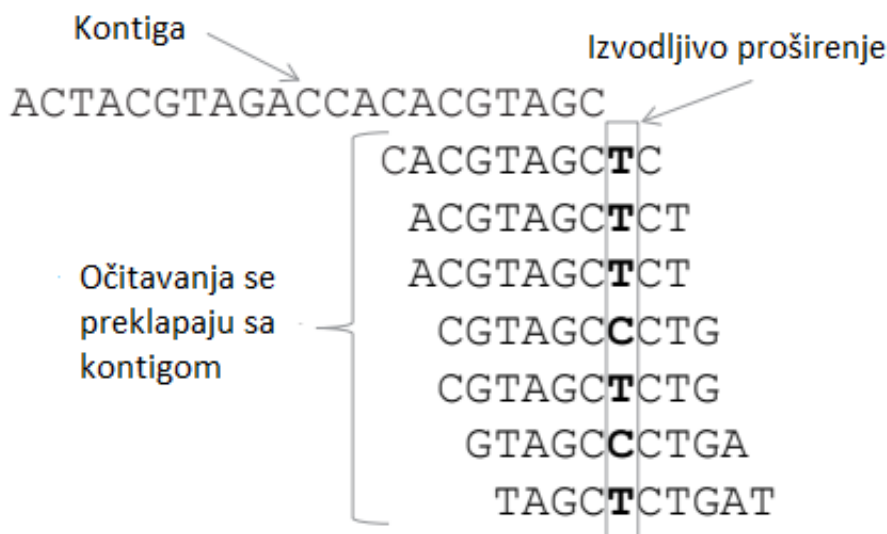 Kontiga
Izvodljivo proširenje
ACTACGTAGACCACACGTAGC
CACGTAGCTC
ACGTAGCTCT
ACGTAGCTCT
CGTAGCCCTG
CGTAGCTCTG
GTAGCCCTGA
TAGCTCTGAT
Očitavanja se
preklapaju sa
kontigom